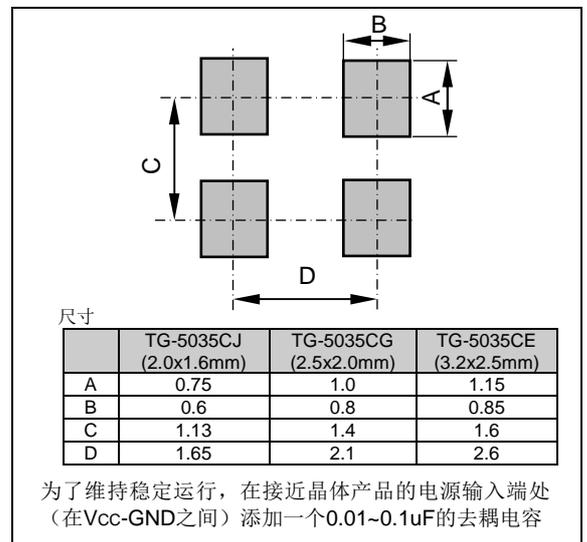 B
A
C
D
尺寸
TG-5035CJ TG-5035CG TG-5035CE
(2.0x1.6mm) (2.5x2.0mm) (3.2x2.5mm)
A 0.75 1.0 1.15
B 0.6 0.8 0.85
C 1.13 1.4 1.6
D 1.65 2.1 2.6
为了维持稳定运行，在接近晶体产品的电源输入端处
（在Vcc-GND之间）添加一个0.01~0.1uF的去耦电容